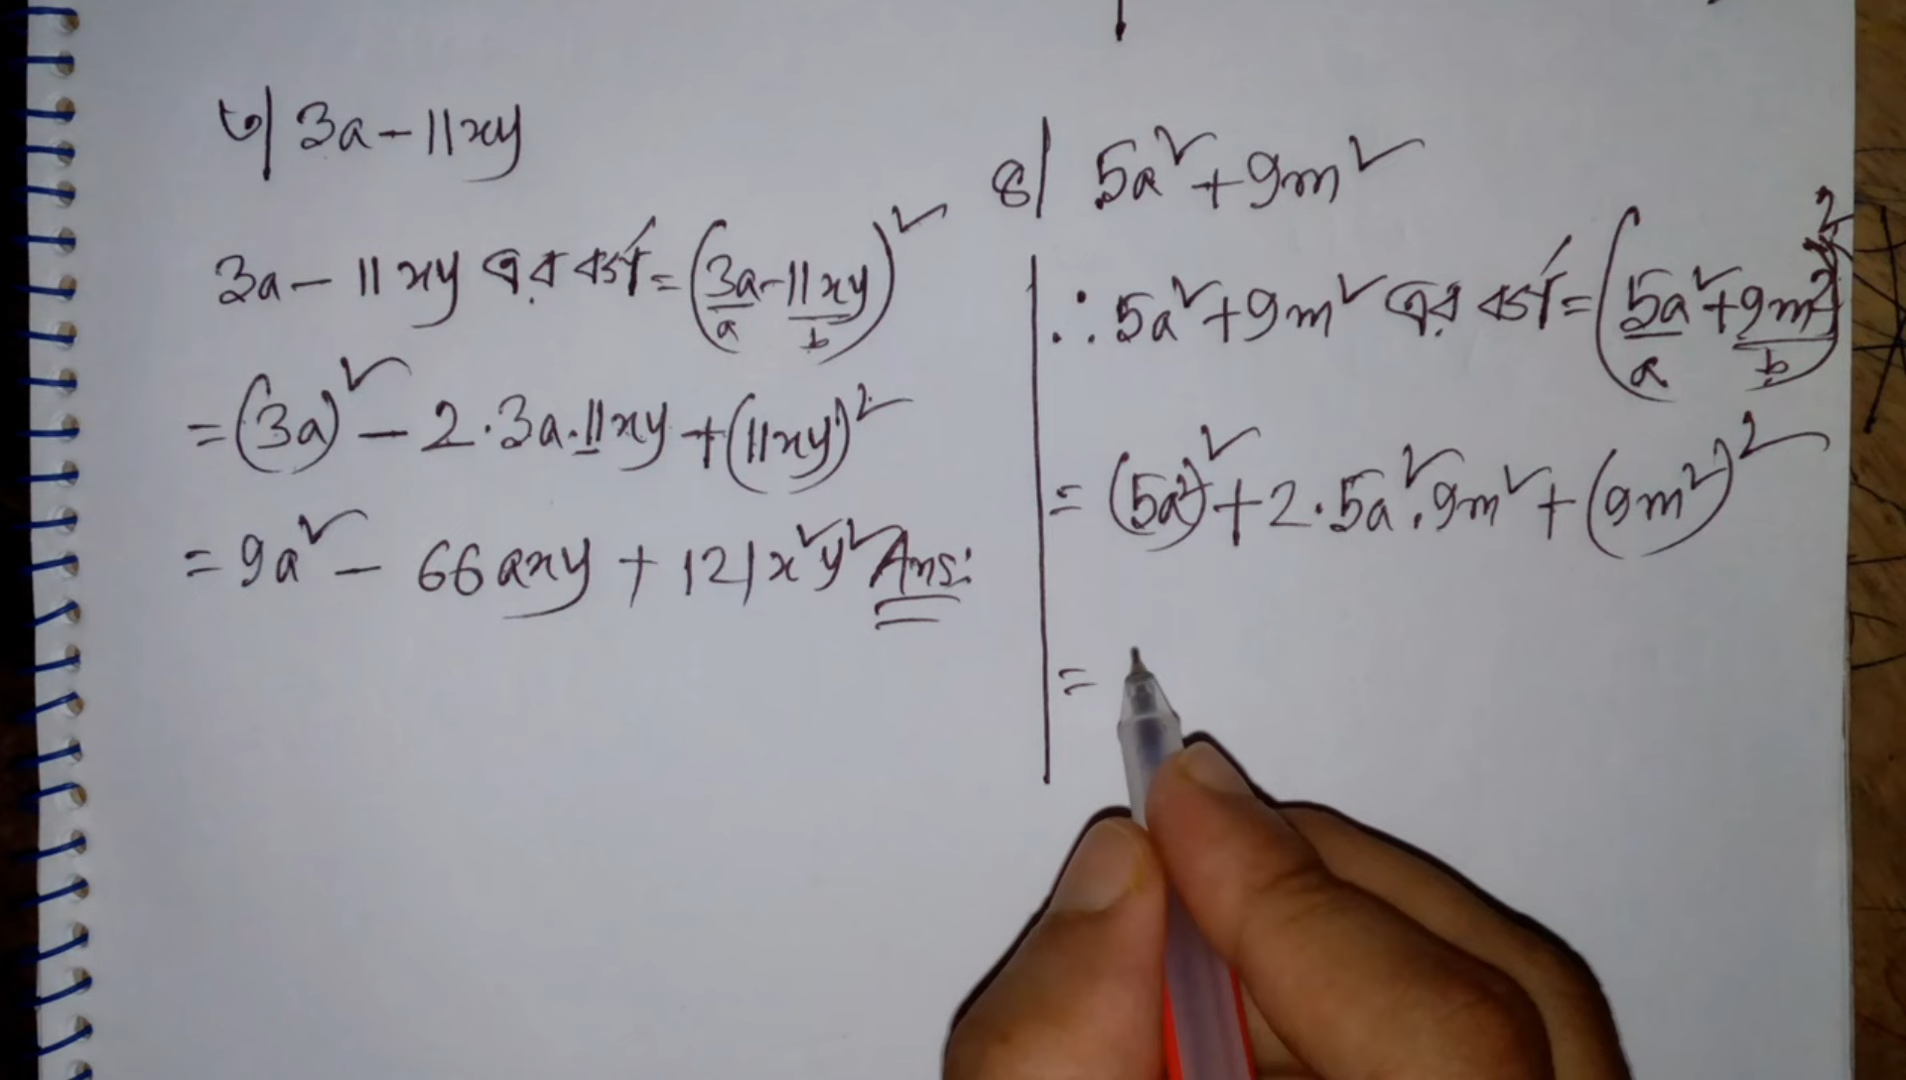 ৩| 3a-11xy
3a-11xy এর বর্গ=(3a-11xy)²
a b
=(3a)²-2·3a·11xy+(11xy)²
=9a²-66axy+121x²y² Ans:
৪| 5a²+9m²
∴5a²+9m² এর বর্গ=(5a²+9m²)²
a b
=(5a²)²+2·5a²·9m²+(9m²)²
=